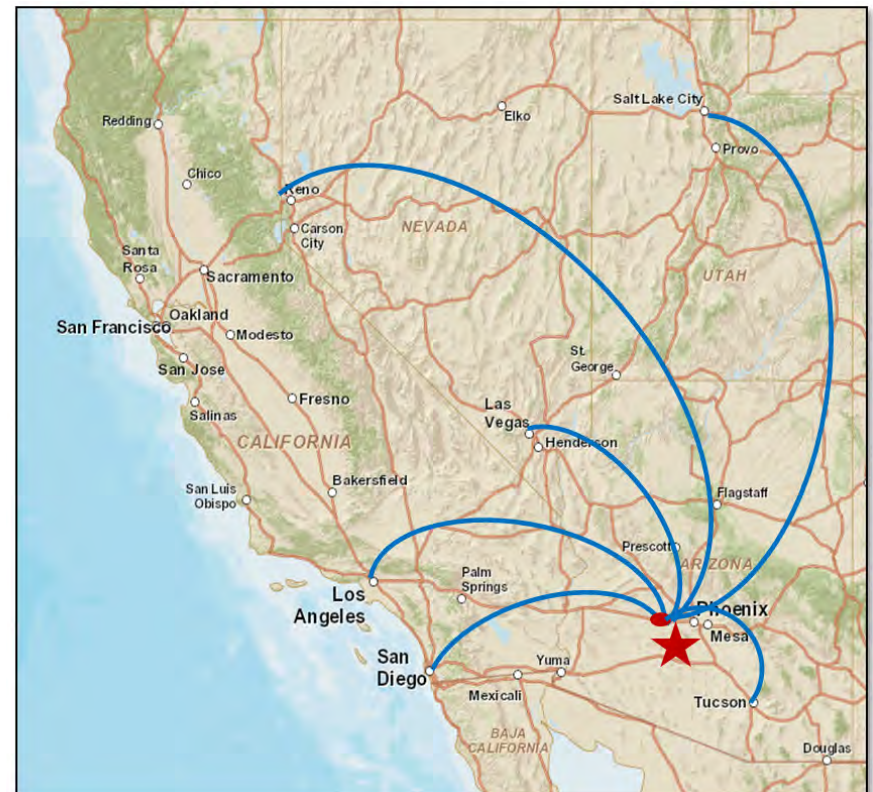 Salt Lake City
Elko
Redding
Provo
Chico
Reno
NEVADA
Carson
City
Santa
Rosa
Sacramento
UTAH
Oakland
San Francisco
Modesto
San Jose
St.
George
Fresno
Las
Vegas
Salinas
Henderson
CALIFORNIA
Bakersfield
San Luis
Obispo
Flagstaff
Prescott
ARIZONA
Palm
Springs
Los
Angeles
Phoenix
Mesa
San
Diego
Yuma
Mexicali
Tucson
BAJA
CALIFORNIA
Douglas